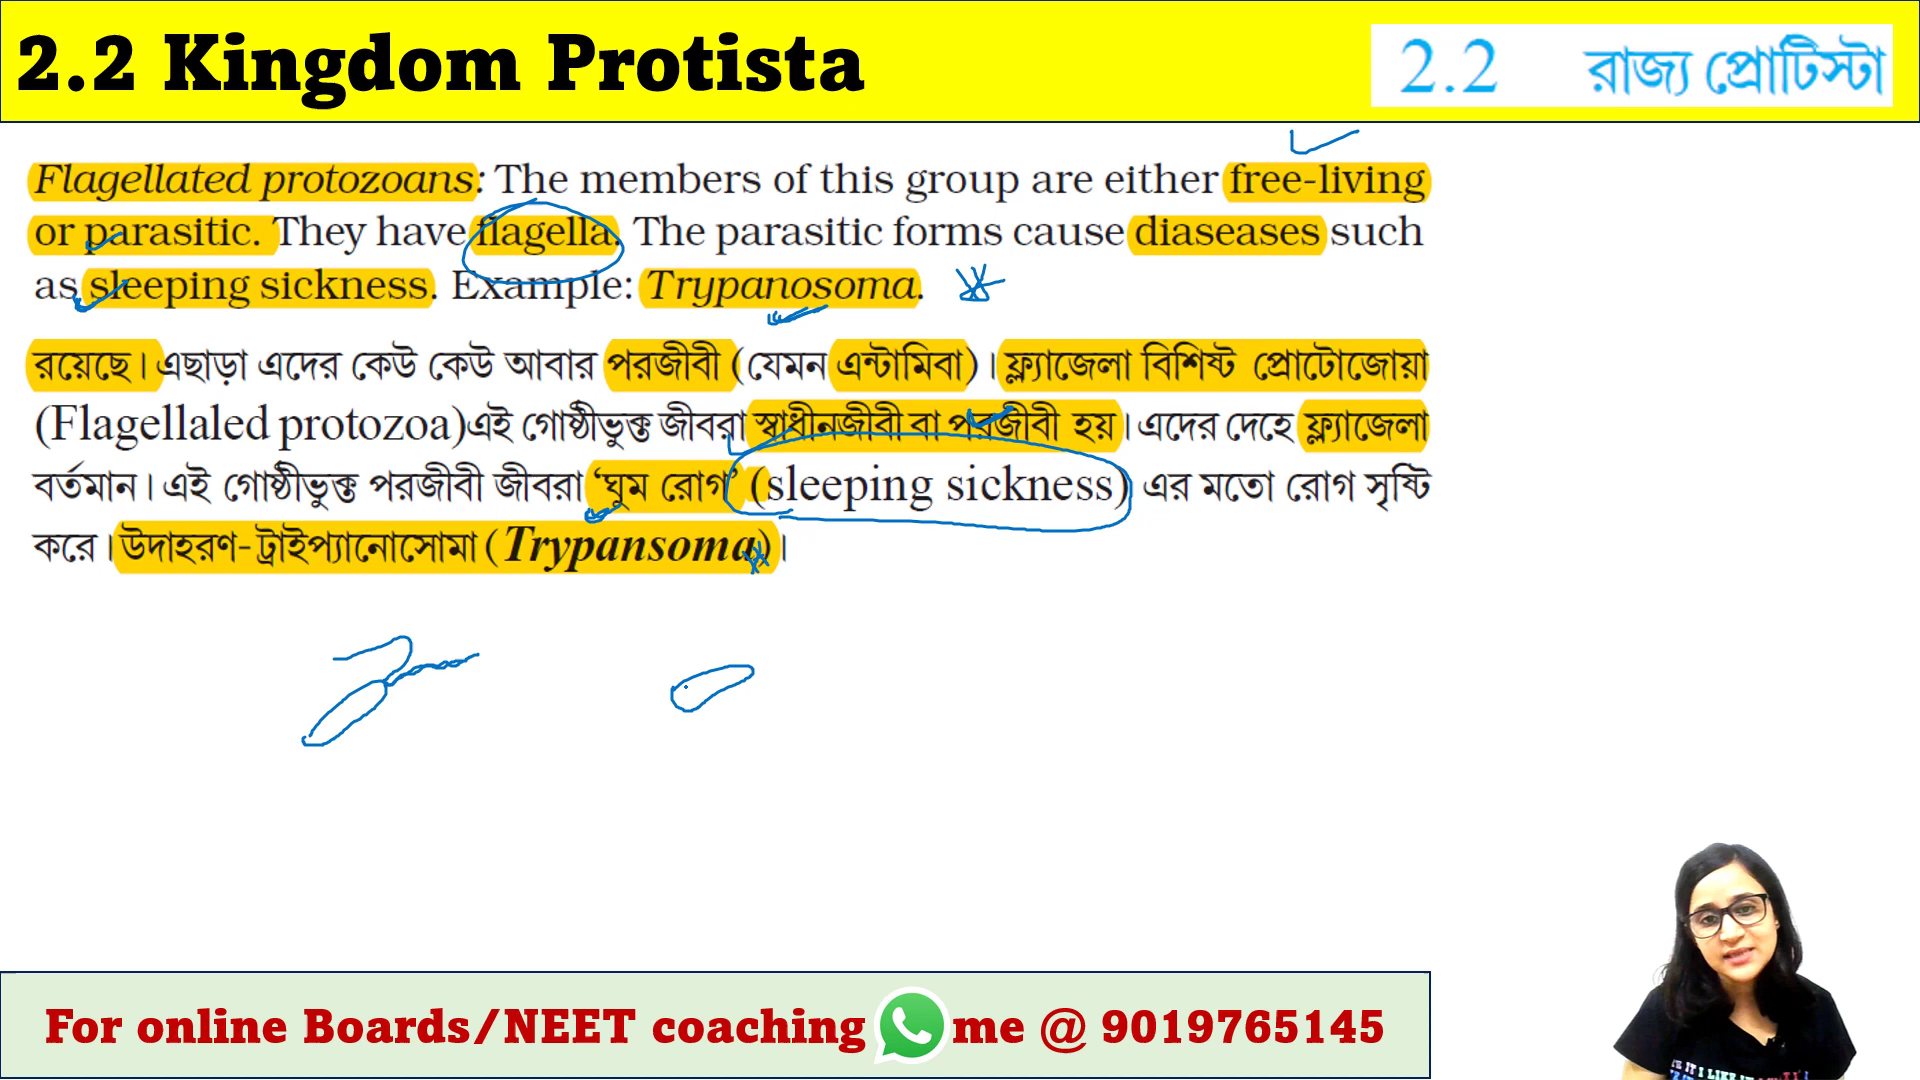 2.2 Kingdom Protista
2.2 রাজ্য প্রোটিস্টা
Flagellated protozoans: The members of this group are either free-living
or parasitic. They have flagella. The parasitic forms cause diaseases such
as sleeping sickness. Example: Trypanosoma.
রয়েছে। এছাড়া এদের কেউ কেউ আবার পরজীবী (যেমন এন্টামিবা)। ফ্ল্যাজেলা বিশিষ্ট প্রোটোজোয়া
(Flagellaled protozoa)এই গোষ্ঠীভুক্ত জীবরা স্বাধীনজীবী বা পরজীবী হয়। এদের দেহে ফ্ল্যাজেলা
বর্তমান। এই গোষ্ঠীভুক্ত পরজীবী জীবরা ‘ঘুম রোগ’ (sleeping sickness) এর মতো রোগ সৃষ্টি
করে। উদাহরণ- ট্রাইপ্যানোসোমা (Trypansoma)।
For online Boards/NEET coaching me @ 9019765145